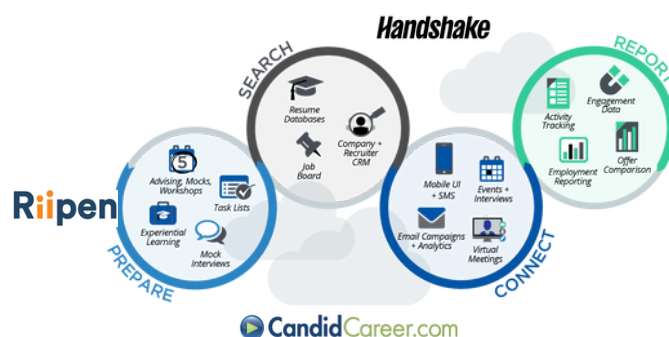 Handshake
SEARCH
Resume
Databases
Company +
Recruiter
CRM
Job
Board
REPORT
Engagement
Data
Activity
Tracking
Offer
Comparison
Employment
Reporting
Riipen
PREPARE
5
Advising, Mocks,
Workshops
Task Lists
Experiential
Learning
Mock
Interviews
CONNECT
Mobile UI
+ SMS
Events +
Interviews
Email Campaigns
+ Analytics
Virtual
Meetings
CandidCareer.com